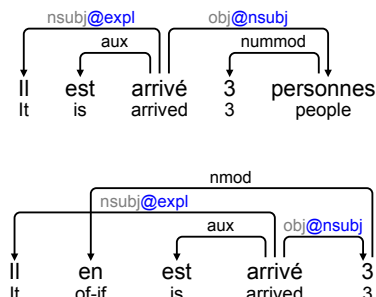 nsubj@expl obj@nsubj
aux nummod
Il est arrivé 3 personnes
It is arrived 3 people
nmod
nsubj@expl
aux obj@nsubj
Il en est arrivé 3
It of-if is arrived 3